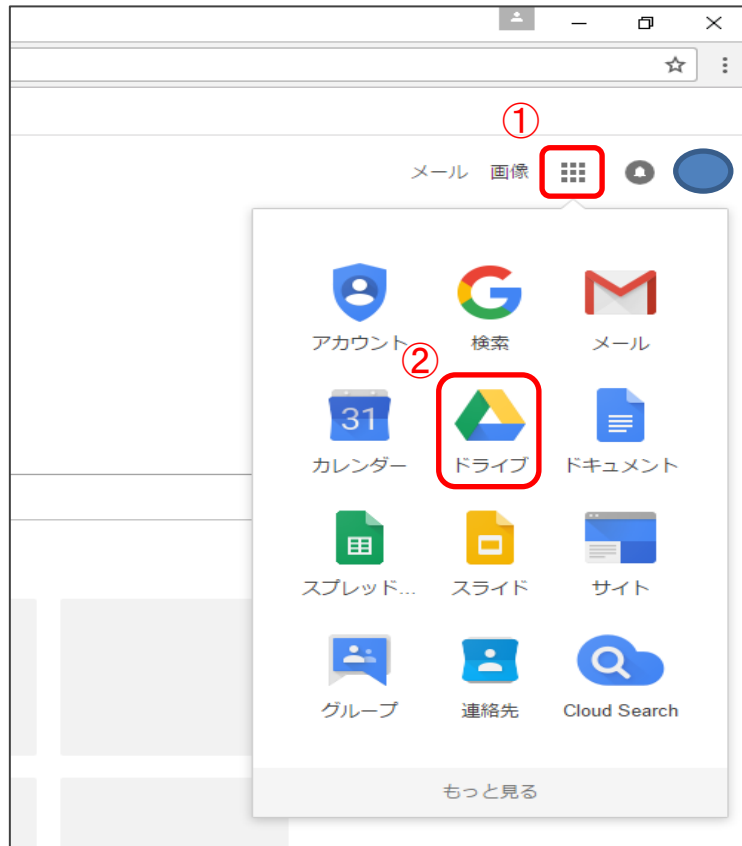 ①
メール 画像
アカウント 検索 メール
②
31
カレンダー ドライブ ドキュメント
スプレッド... スライド サイト
グループ 連絡先 Cloud Search
もっと見る